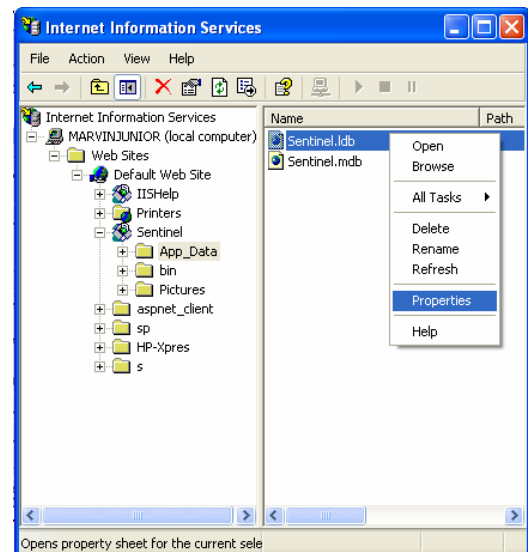 Internet Information Services
File Action View Help
Internet Information Services
MARVINJUNIOR (local computer)
Web Sites
Default Web Site
IISHelp
Printers
Sentinel
App_Data
bin
Pictures
aspnet_client
sp
HP-Xpres
s
Name Path
Sentinel.ldb
Sentinel.mdb
Open
Browse
All Tasks
Delete
Rename
Refresh
Properties
Help
Opens property sheet for the current sele